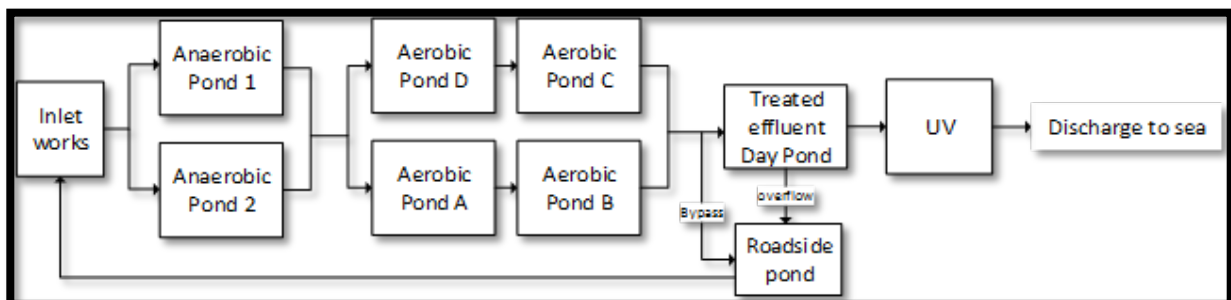 Inlet
works
Anaerobic
Pond 1
Anaerobic
Pond 2
Aerobic
Pond D
Aerobic
Pond C
Aerobic
Pond A
Aerobic
Pond B
Treated
effluent
Day Pond
UV
Discharge to sea
overflow
Bypass
Roadside
pond